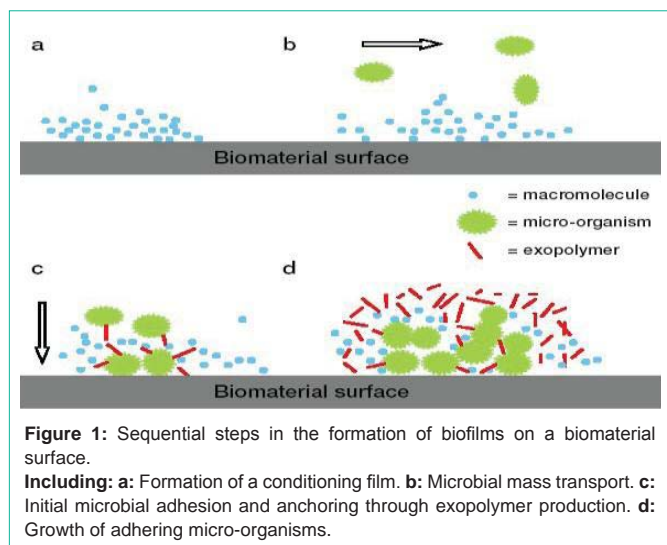 a
b
Biomaterial surface
= macromolecule
= micro-organism
= exopolymer
c
d
Biomaterial surface
Figure 1: Sequential steps in the formation of biofilms on a biomaterial
surface.
Including: a: Formation of a conditioning film. b: Microbial mass transport. c:
Initial microbial adhesion and anchoring through exopolymer production. d:
Growth of adhering micro-organisms.